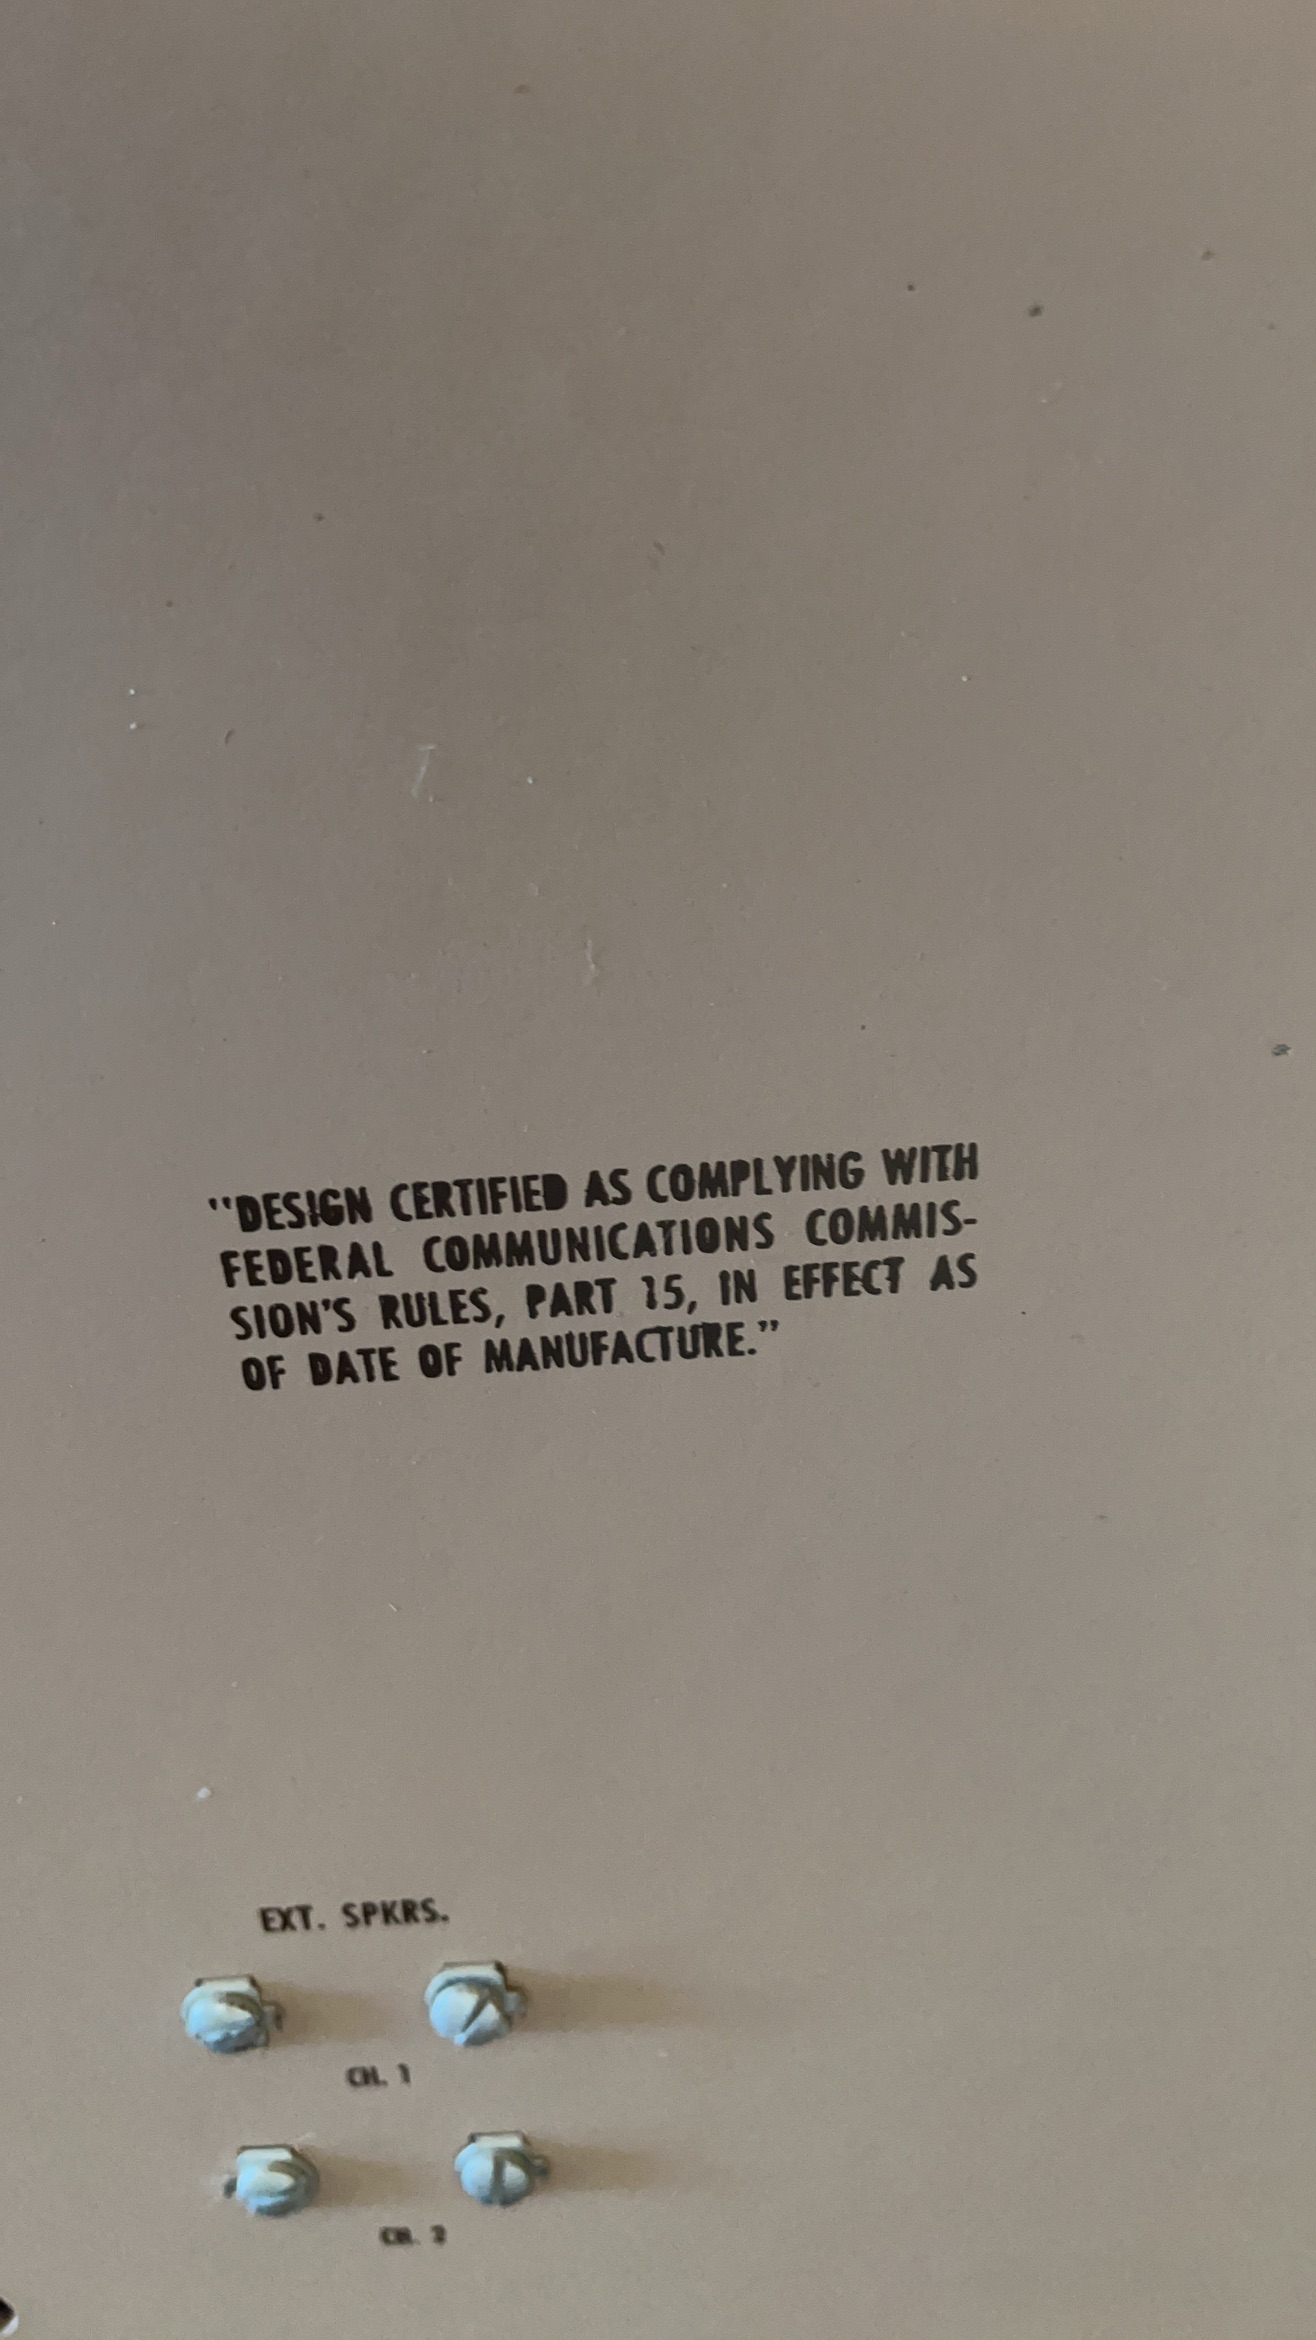 "DESIGN CERTIFIED AS COMPLYING WITH
FEDERAL COMMUNICATIONS COMMIS-
SION'S RULES, PART 15, IN EFFECT AS
OF DATE OF MANUFACTURE."
EXT. SPKRS.
CH. 1
CH. 2